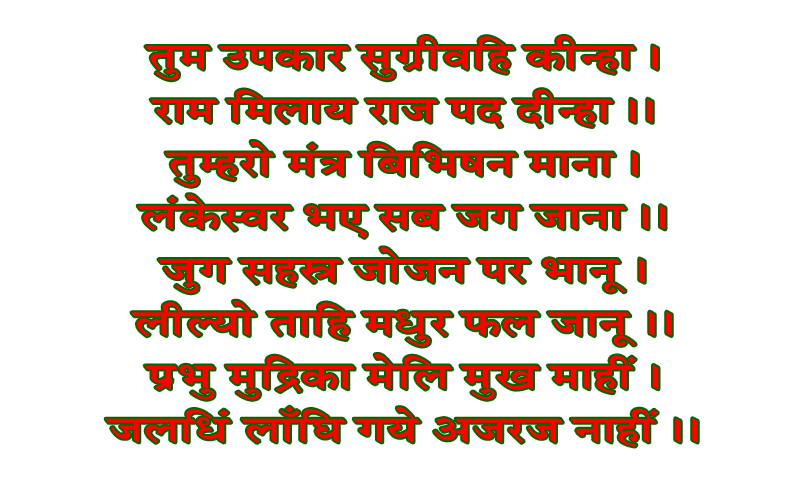 तुम उपकार सुग्रीवहि कीन्हा ।
राम मिलाय राज पद दीन्हा ।।
तुम्हरो मंत्र बिभिषन माना ।
लंकेस्वर भए सब जग जाना ।।
जुग सहस्त्र जोजन पर भानू ।
लील्यो ताहि मधुर फल जानू ।।
प्रभु मुद्रिका मेलि मुख माहीं ।
जलधिं लाँघि गये अजरज नाहीं ।।